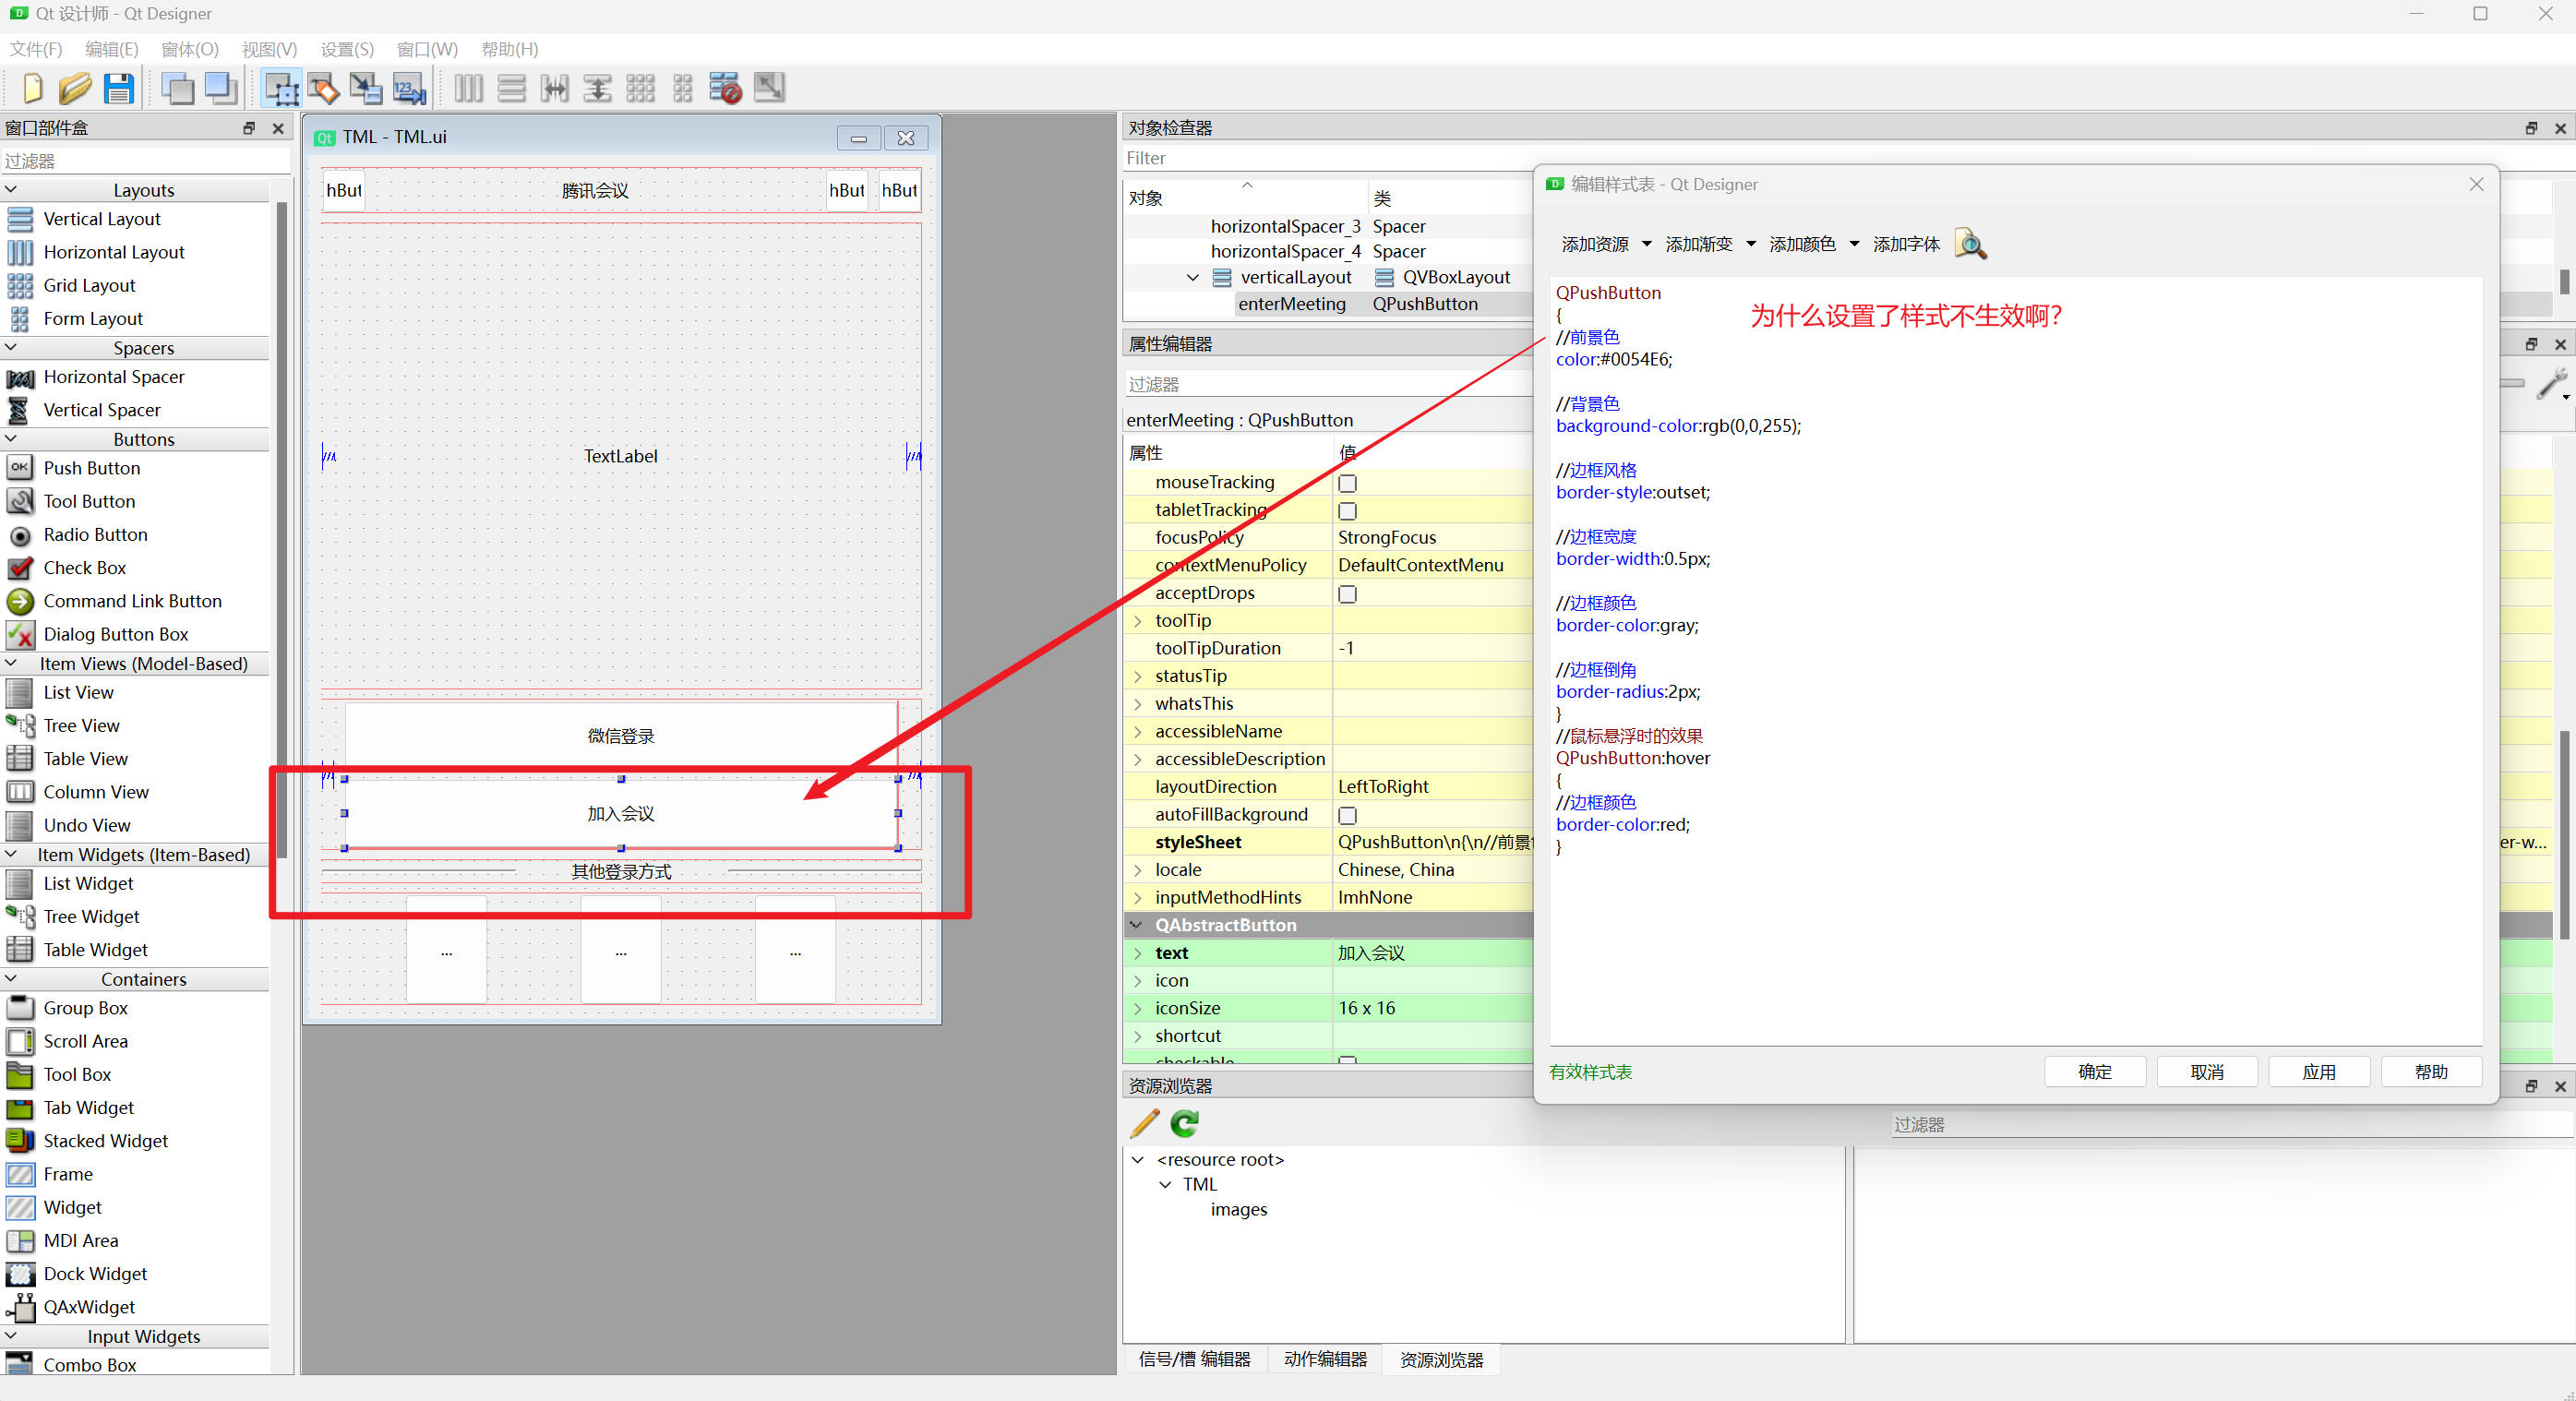 Qt 设计师 - Qt Designer
文件(F) 编辑(E) 窗体(O) 视图(V) 设置(S) 窗口(W) 帮助(H)
窗口部件盒
过滤器
Layouts
Vertical Layout
Horizontal Layout
Grid Layout
Form Layout
Spacers
Horizontal Spacer
Vertical Spacer
Buttons
OK Push Button
Tool Button
Radio Button
Check Box
Command Link Button
Dialog Button Box
Item Views (Model-Based)
List View
Tree View
Table View
Column View
Undo View
Item Widgets (Item-Based)
List Widget
Tree Widget
Table Widget
Containers
Group Box
Scroll Area
Tool Box
Tab Widget
Stacked Widget
Frame
Widget
MDI Area
Dock Widget
QAxWidget
Input Widgets
Combo Box
Qt TML - TML.ui
hBut 腾讯会议 hBut hBut
TextLabel
微信登录
加入会议
其他登录方式
... ... ...
对象检查器
Filter
对象 类
horizontalSpacer_3 Spacer
horizontalSpacer_4 Spacer
verticalLayout QVBoxLayout
enterMeeting QPushButton
属性编辑器
过滤器
enterMeeting : QPushButton
属性 值
mouseTracking
tabletTracking
focusPolicy StrongFocus
contextMenuPolicy DefaultContextMenu
acceptDrops
toolTip
toolTipDuration -1
statusTip
whatsThis
accessibleName
accessibleDescription
layoutDirection LeftToRight
autoFillBackground
styleSheet QPushButton\n{\n//前景 er-w...
locale Chinese, China
inputMethodHints ImhNone
QAbstractButton
text 加入会议
icon
iconSize 16 x 16
shortcut
checkable
资源浏览器
过滤器
<resource root>
TML
images
信号/槽 编辑器 动作编辑器 资源浏览器
编辑样式表 - Qt Designer
添加资源 添加渐变 添加颜色 添加字体
QPushButton
{
//前景色
color:#0054E6;
//背景色
background-color:rgb(0,0,255);
//边框风格
border-style:outset;
//边框宽度
border-width:0.5px;
//边框颜色
border-color:gray;
//边框倒角
border-radius:2px;
}
//鼠标悬浮时的效果
QPushButton:hover
{
//边框颜色
border-color:red;
}
为什么设置了样式不生效啊?
有效样式表
确定 取消 应用 帮助